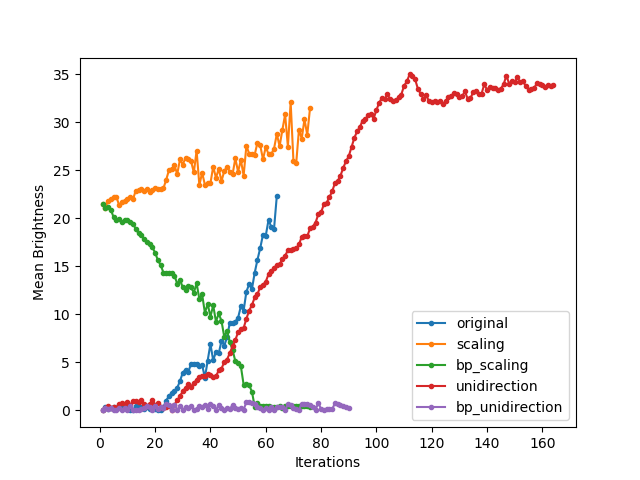 35
30
25
20
15
10
5
0
Mean Brightness
original
scaling
bp_scaling
unidirection
bp_unidirection
0 20 40 60 80 100 120 140 160
Iterations